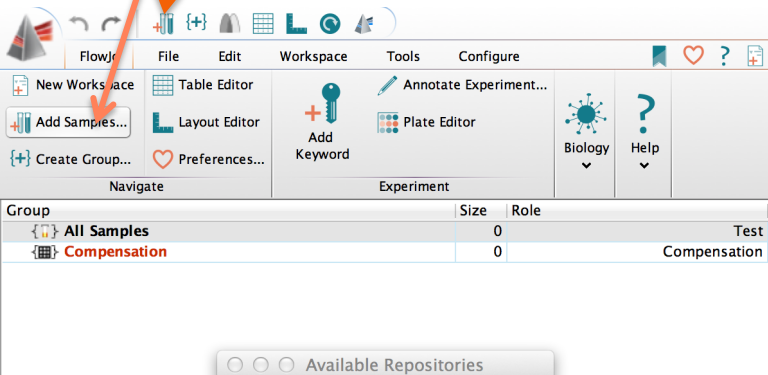 FlowJo File Edit Workspace Tools Configure
New Workspace Table Editor Annotate Experiment...
Add Samples... Layout Editor Add Keyword Plate Editor Biology Help
{+} Create Group... Preferences...
Navigate Experiment
Group Size Role
All Samples 0 Test
Compensation 0 Compensation
Available Repositories